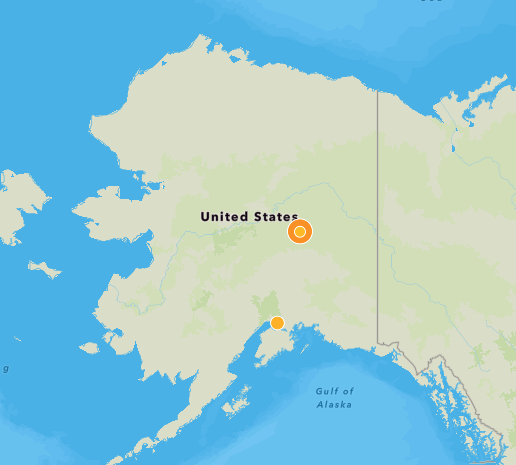 United States
g
Gulf of
Alaska